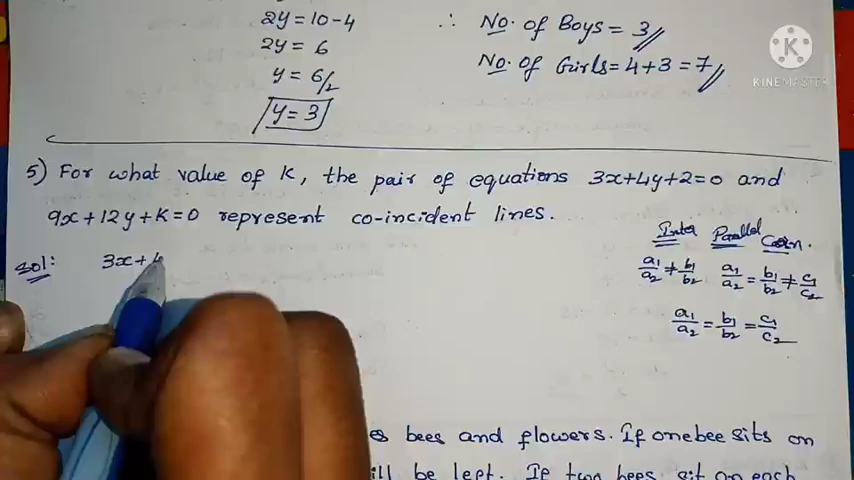 2y = 10-4
2y = 6
y = 6/2
y = 3
∴ No. of Boys = 3
No. of Girls = 4+3 = 7
K
KINEMASTER
5) For what value of K, the pair of equations 3x+4y+2=0 and
9x+12y+K=0 represent co-incident lines.
Sol: 3x+4
Inter Parallel Coin.
a1/a2 ≠ b1/b2 a1/a2 = b1/b2 ≠ c1/c2
a1/a2 = b1/b2 = c1/c2
bees and flowers. If one bee sits on
will be left. If two bees sit on each